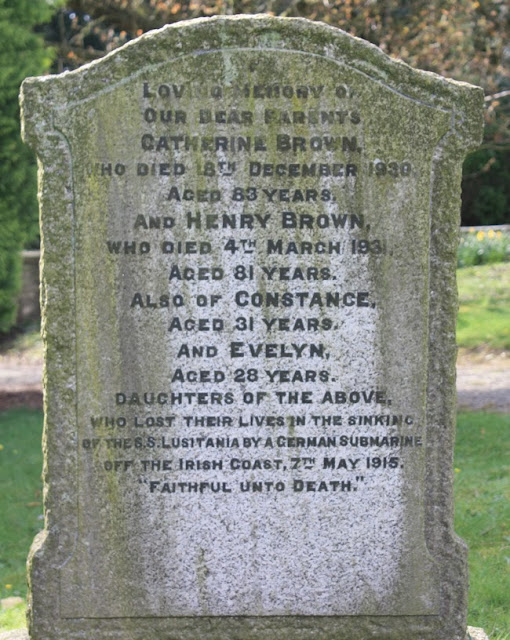 Loving Memory of
Our Dear Parents
Catherine Brown,
Who died 18th December 1930
Aged 83 years.
And Henry Brown,
Who died 4th March 1931,
Aged 81 years.
Also of Constance,
Aged 31 years.
And Evelyn,
Aged 28 years.
Daughters of the above,
Who lost their lives in the sinking
of the S.S. Lusitania by a German Submarine
off the Irish Coast, 7th May 1915.
"Faithful unto Death."